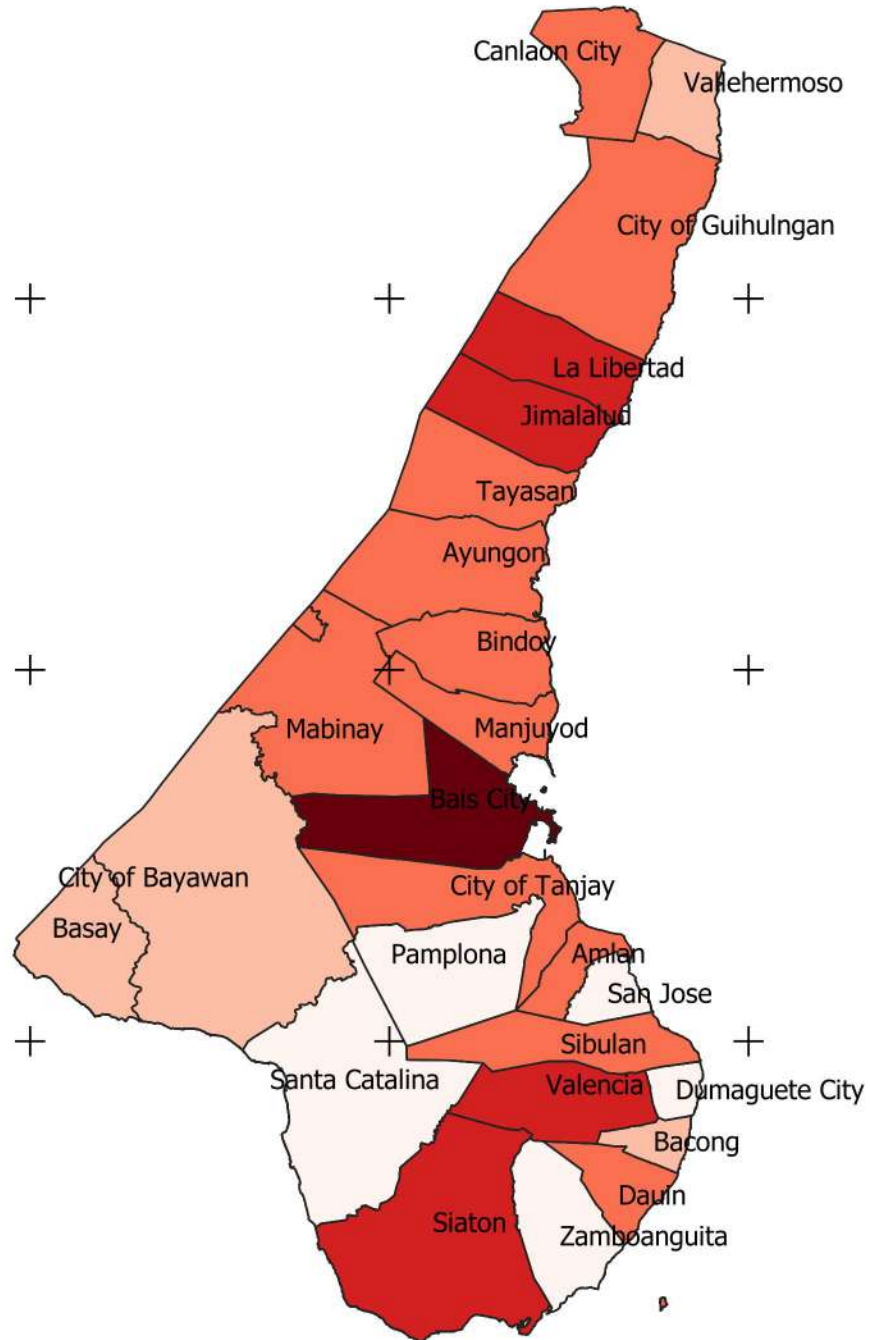 Canlaon City
Vallehermoso
City of Guihulngan
La Libertad
Jimalalud
Tayasan
Ayungon
Bindoy
Mabinay
Manjuyod
Bais City
City of Bayawan
City of Tanjay
Basay
Pamplona
Amlan
San Jose
Sibulan
Santa Catalina
Valencia
Dumaguete City
Bacong
Dauin
Siaton
Zamboanguita